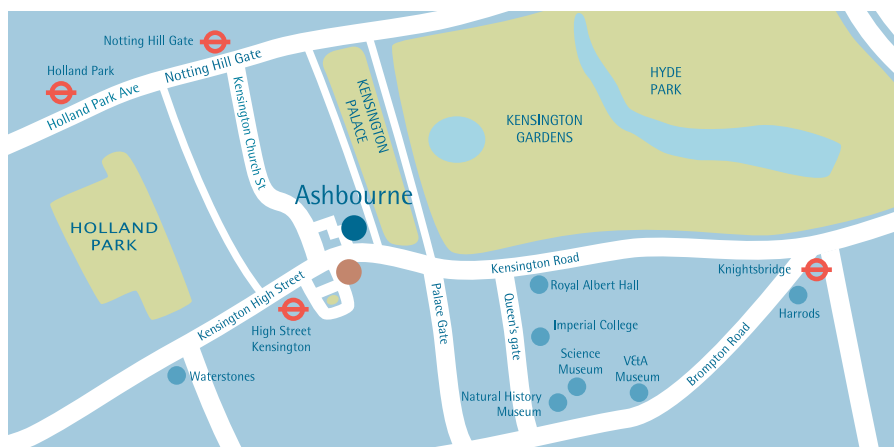 Notting Hill Gate
Holland Park
Notting Hill Gate
Holland Park Ave
Kensington Church St
KENSINGTON
PALACE
HYDE
PARK
KENSINGTON
GARDENS
Ashbourne
HOLLAND
PARK
Kensington Road
Knightsbridge
Royal Albert Hall
Harrods
Kensington High Street
Palace Gate
Queen's gate
High Street
Kensington
Imperial College
Brompton Road
Science
Museum
V&A
Museum
Waterstones
Natural History
Museum